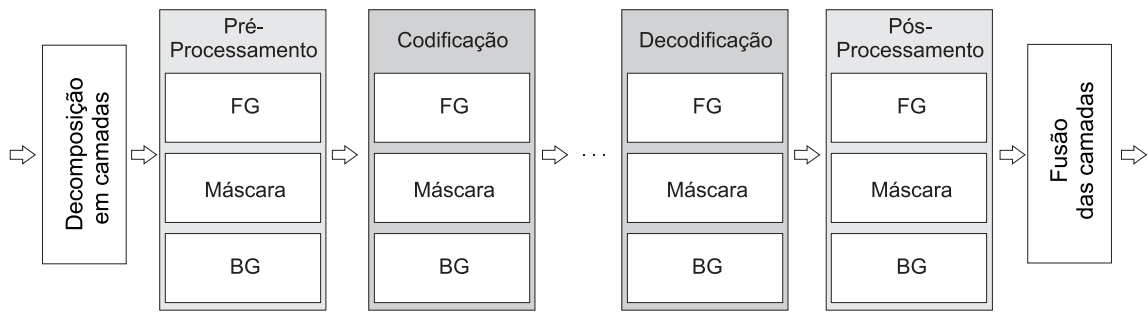 Decomposição
em camadas
Pré-
Processamento
FG
Máscara
BG
Codificação
FG
Máscara
BG
. . .
Decodificação
FG
Máscara
BG
Pós-
Processamento
FG
Máscara
BG
Fusão
das camadas